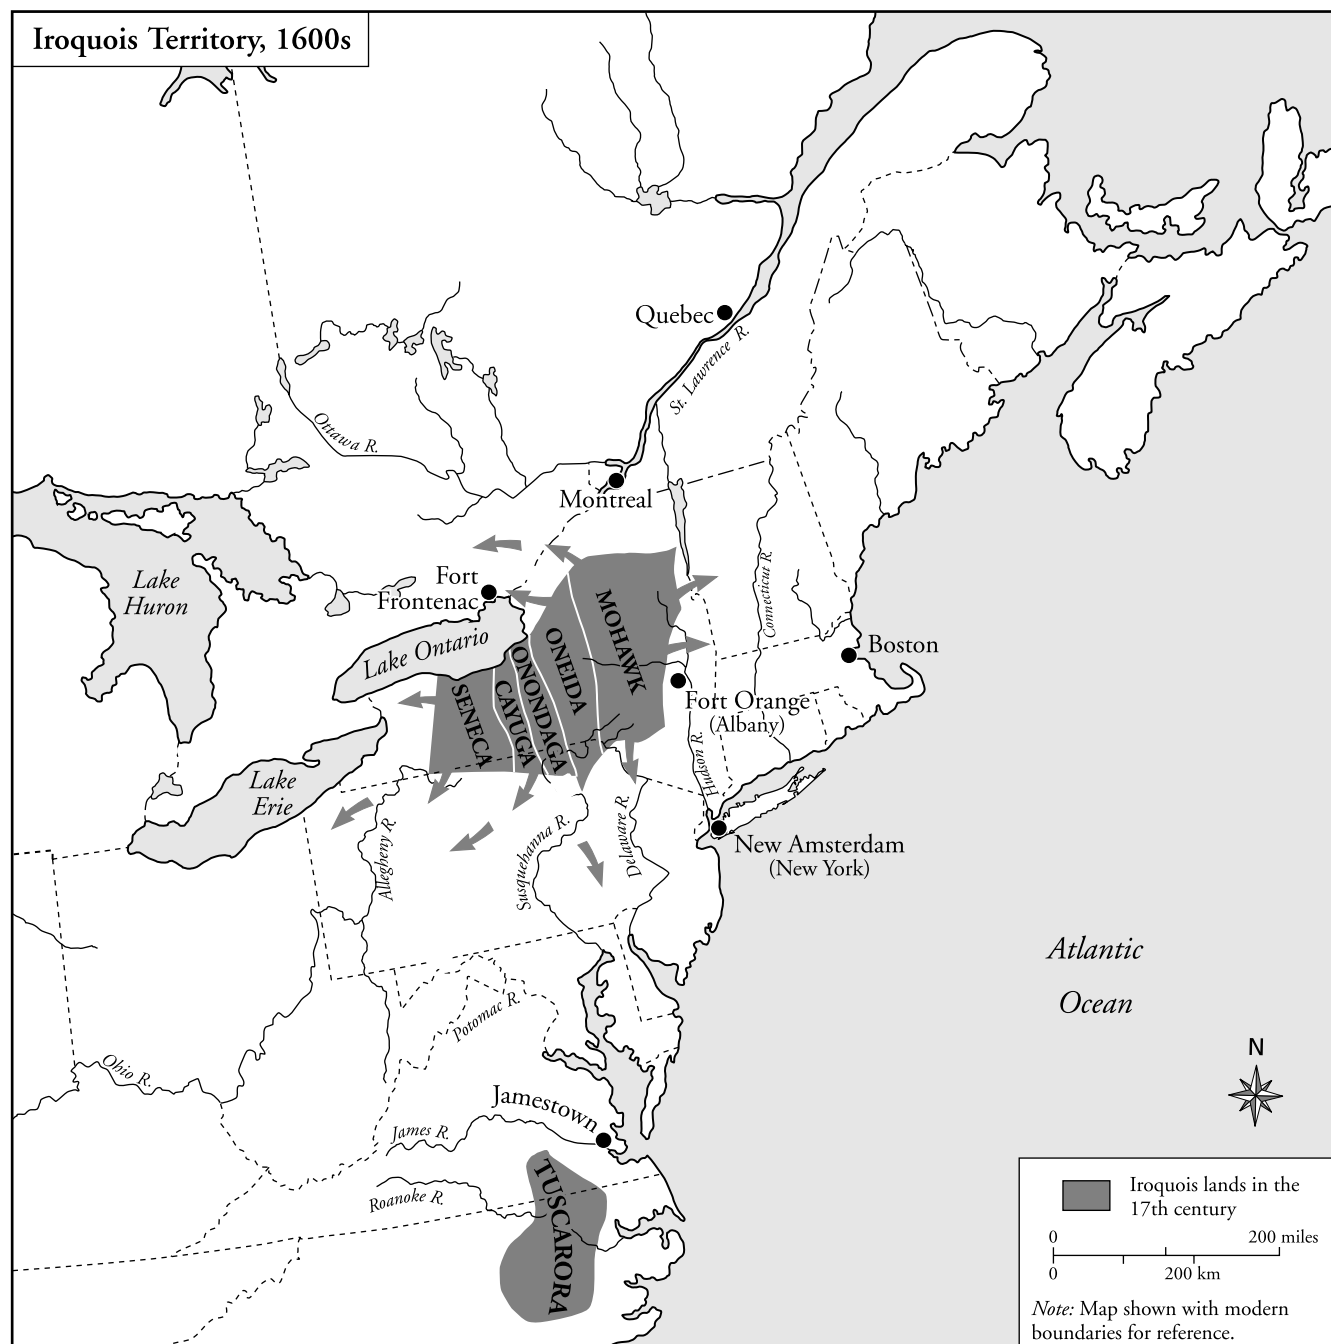 Iroquois Territory, 1600s
Quebec
St. Lawrence R.
Ottawa R.
Montreal
Lake
Huron
Fort
Frontenac
Lake Ontario
MOHAWK
ONEIDA
ONONDAGA
CAYUGA
SENECA
Connecticut R.
Boston
Fort Orange
(Albany)
Hudson R.
Lake
Erie
Allegheny R.
Susquehanna R.
Delaware R.
New Amsterdam
(New York)
Atlantic
Ocean
Potomac R.
Ohio R.
N
Jamestown
James R.
Roanoke R.
TUSCARORA
Iroquois lands in the
17th century
0 200 miles
0 200 km
Note: Map shown with modern
boundaries for reference.